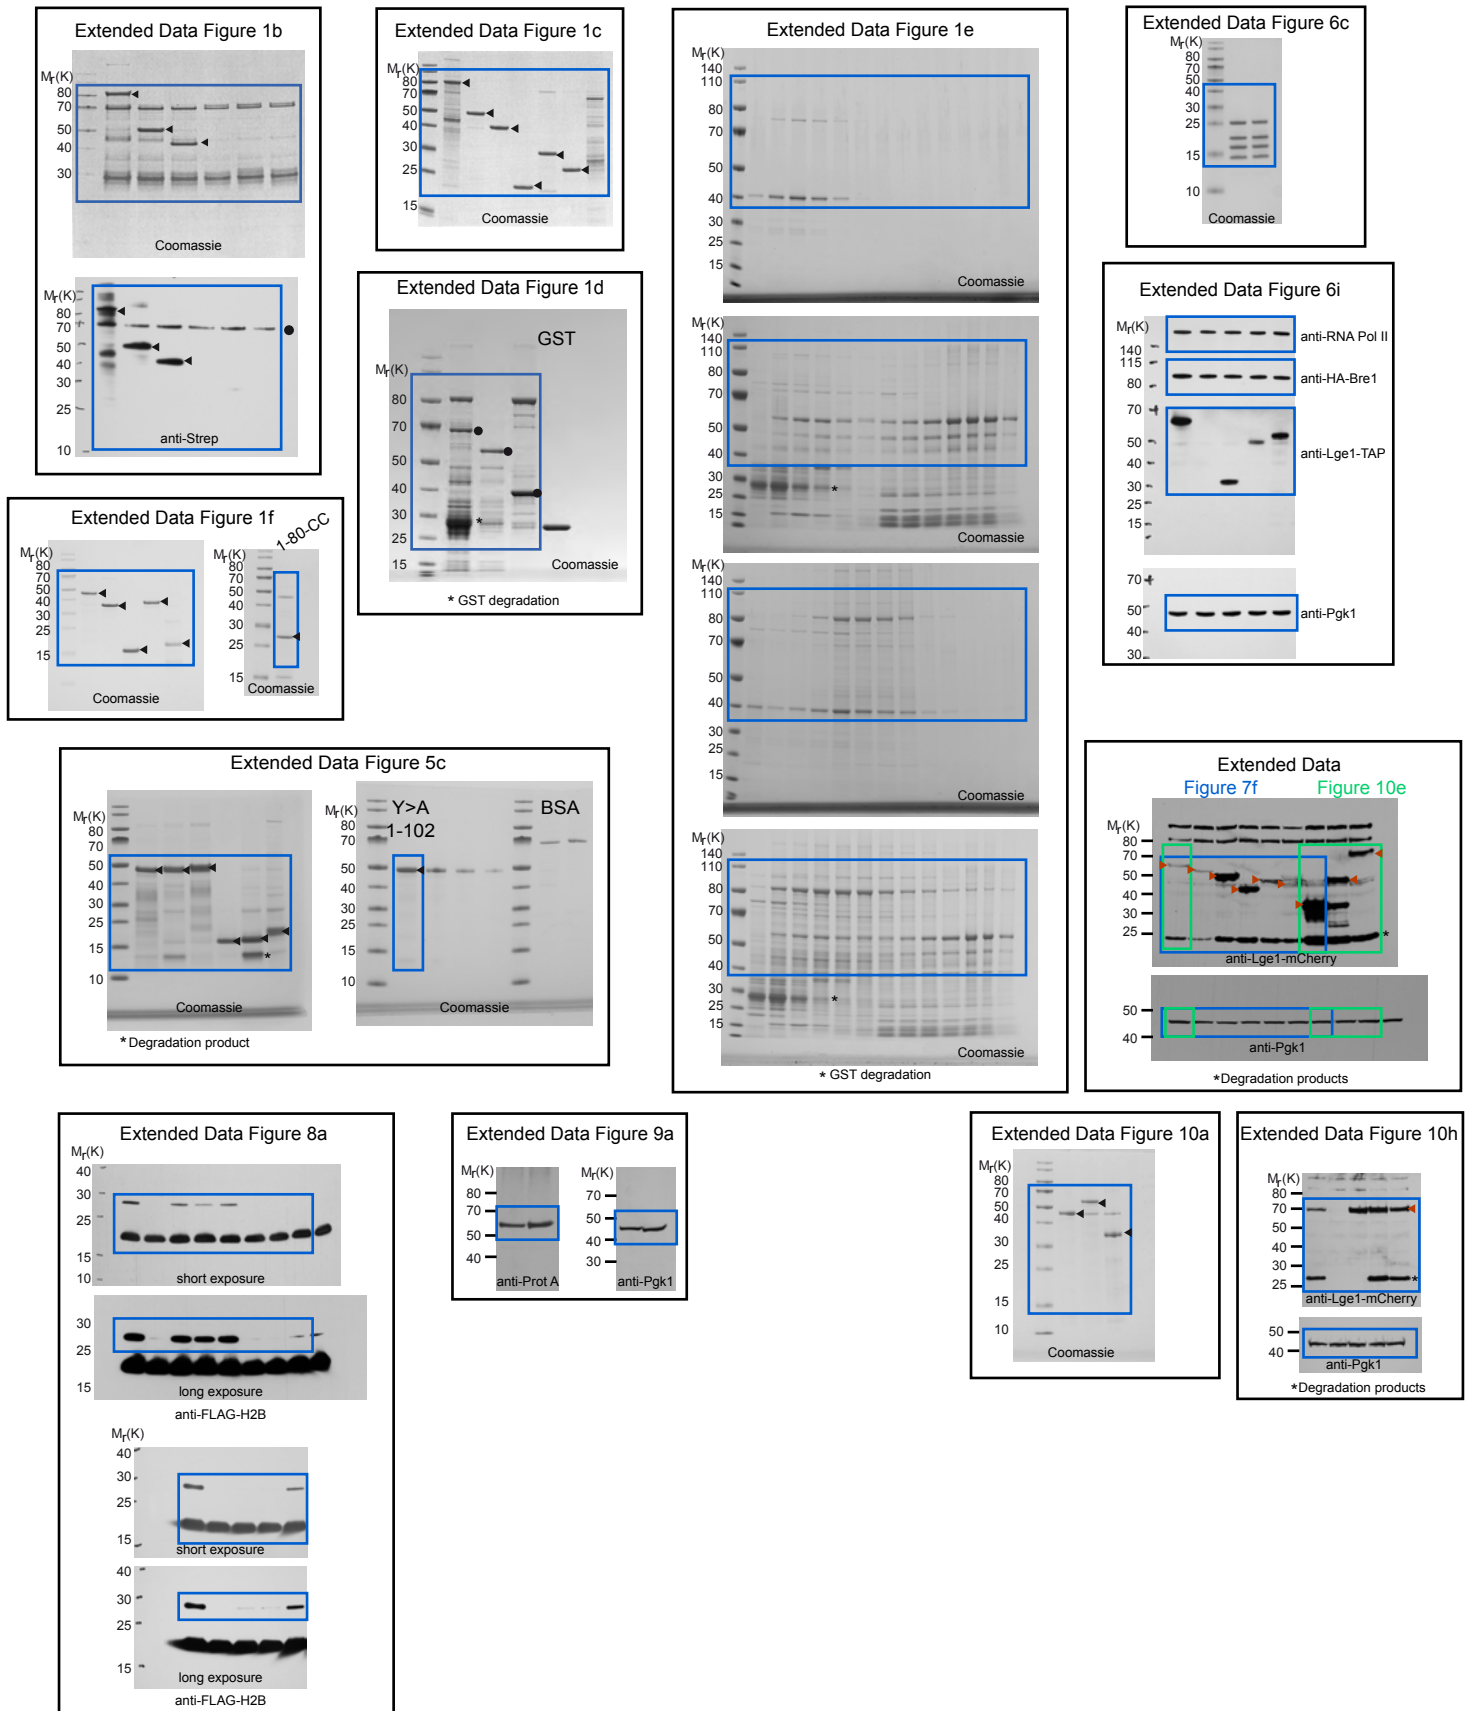 Extended Data Figure 1b
Mr(K)
80
70
50
40
30
Coomassie
Mr(K)
80
70
50
40
30
25
10
anti-Strep
Extended Data Figure 1c
Mr(K)
80
70
50
40
30
25
15
Coomassie
Extended Data Figure 1d
GST
Mr(K)
80
70
50
40
30
25
15
*
Coomassie
* GST degradation
Extended Data Figure 1e
Mr(K)
140
110
80
70
50
40
30
25
15
Coomassie
Mr(K)
140
110
80
70
50
40
30
25
15
*
Coomassie
Mr(K)
140
110
80
70
50
40
30
25
15
Coomassie
Mr(K)
140
110
80
70
50
40
30
25
15
*
Coomassie
* GST degradation
Extended Data Figure 6c
Mr(K)
80
70
50
40
30
25
15
10
Coomassie
Extended Data Figure 6i
Mr(K)
140
115
80
70
50
40
30
25
15
anti-RNA Pol II
anti-HA-Bre1
anti-Lge1-TAP
70
50
40
30
anti-Pgk1
Extended Data Figure 1f
Mr(K)
80
70
50
40
30
25
15
Coomassie
1-80-CC
Mr(K)
80
70
50
40
30
25
15
Coomassie
Extended Data Figure 5c
80
70
50
40
30
25
15
10
*
Coomassie
Y>A
1-102
BSA
80
70
50
40
30
25
15
10
Coomassie
* Degradation product
Extended Data
Figure 7f
Figure 10e
Mr(K)
80
70
50
40
30
25
*
anti-Lge1-mCherry
50
40
anti-Pgk1
*Degradation products
Extended Data Figure 8a
Mr(K)
40
30
25
15
10
short exposure
30
25
15
long exposure
anti-FLAG-H2B
Mr(K)
40
30
25
15
short exposure
40
30
25
15
long exposure
anti-FLAG-H2B
Extended Data Figure 9a
Mr(K)
80
70
50
40
anti-Prot A
Mr(K)
70
50
40
30
anti-Pgk1
Extended Data Figure 10a
Mr(K)
80
70
50
40
30
25
15
10
Coomassie
Extended Data Figure 10h
Mr(K)
80
70
50
40
30
25
*
anti-Lge1-mCherry
50
40
anti-Pgk1
*Degradation products